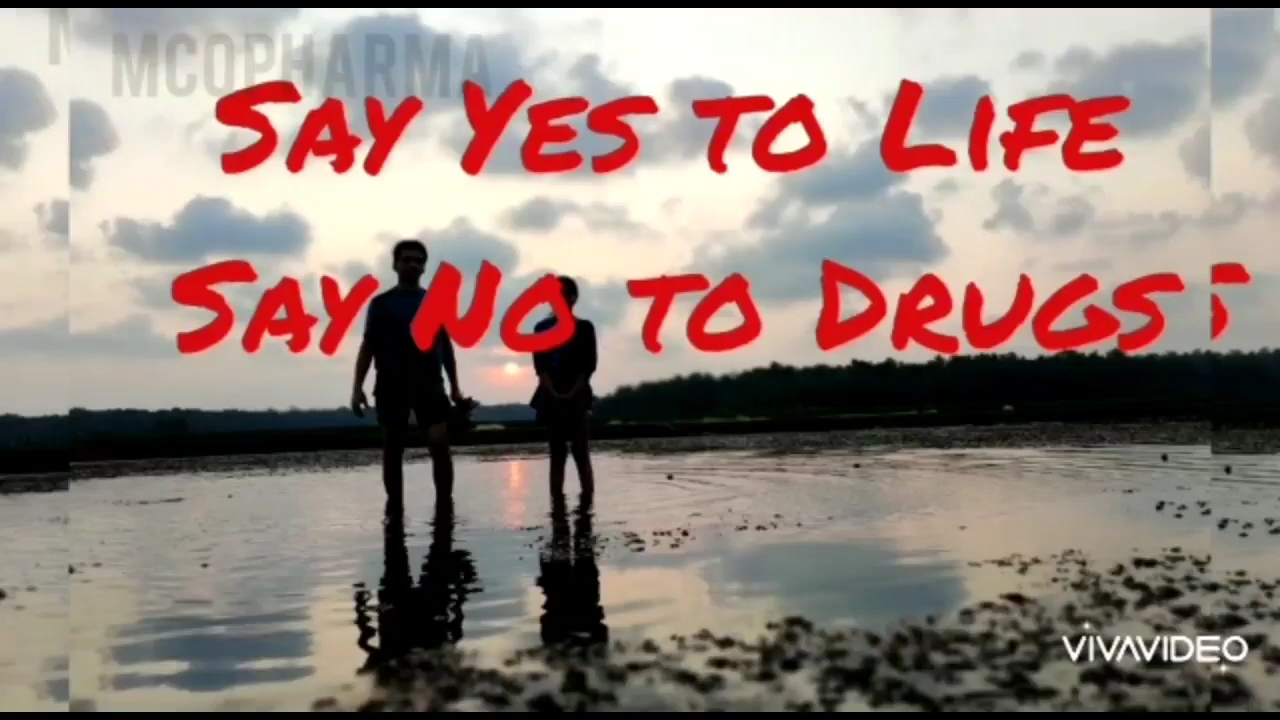 MCOPHARMA
SAY YES TO LIFE
SAY NO TO DRUGS
VIVAVIDEO